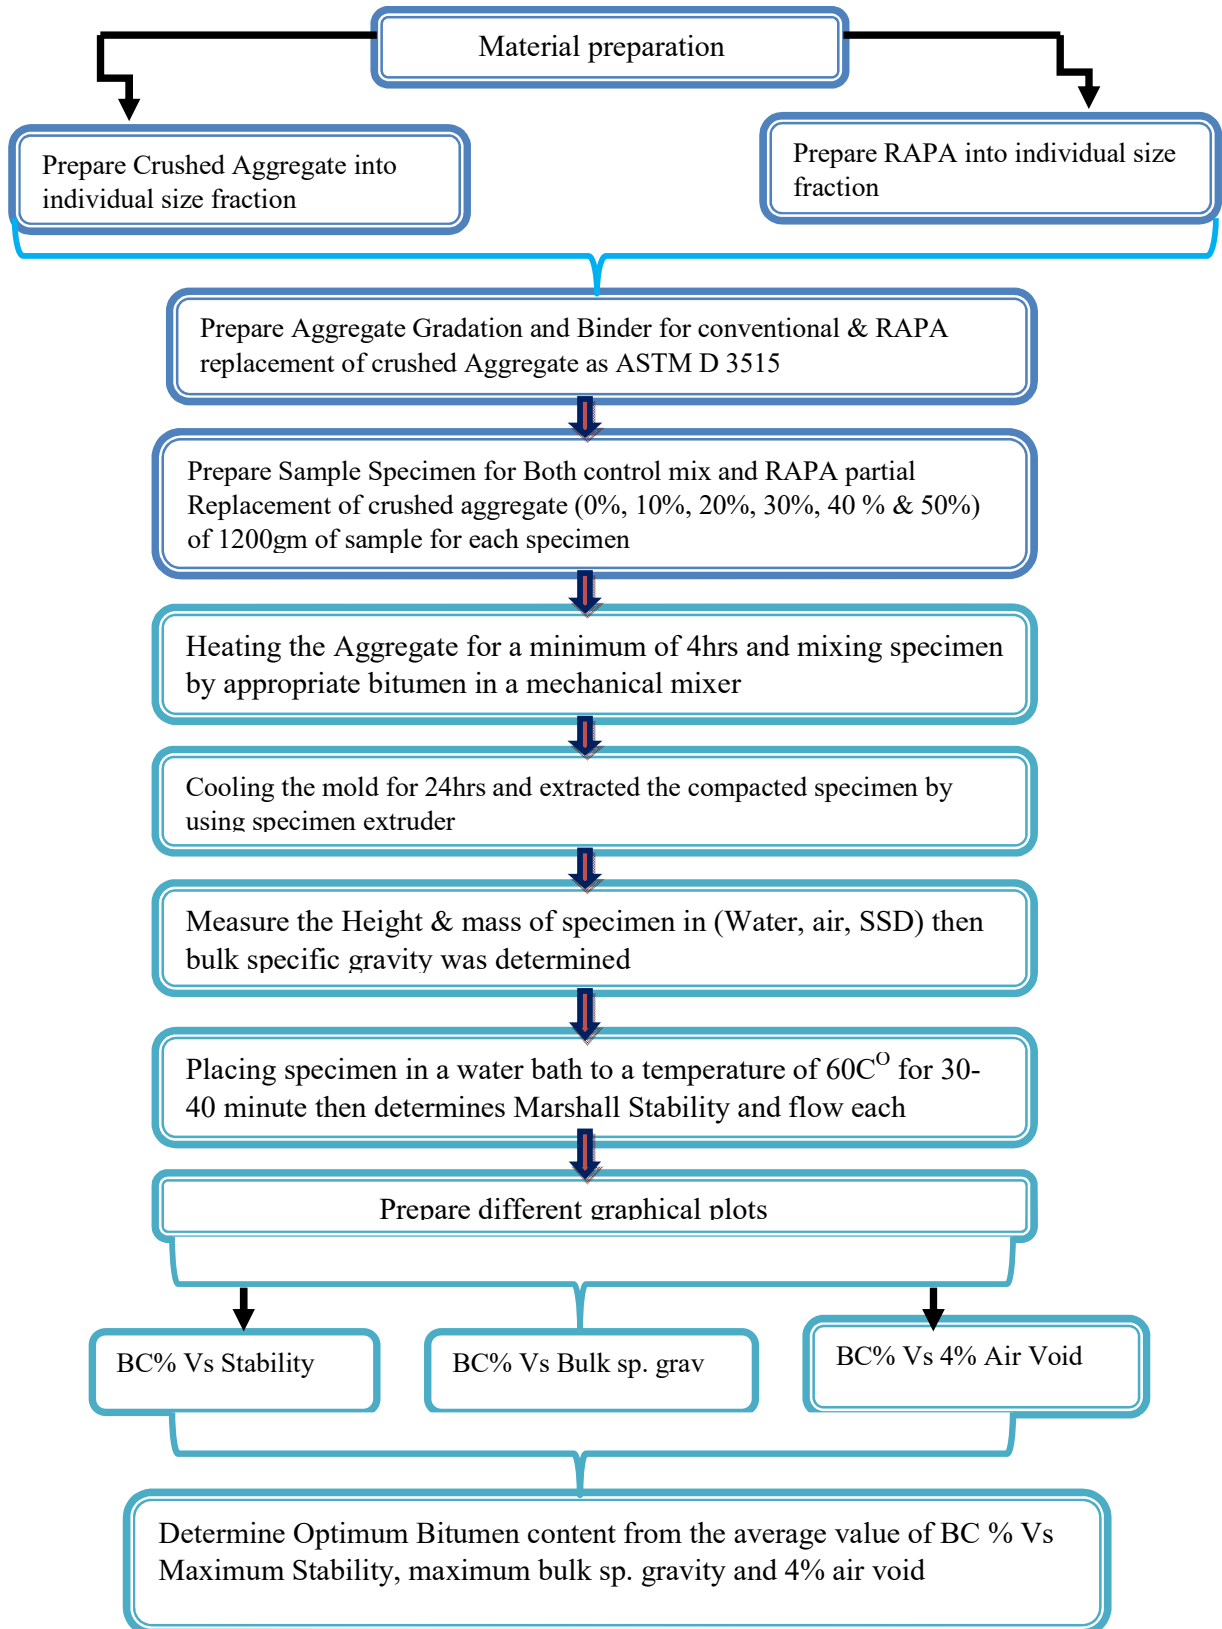 Material preparation
Prepare Crushed Aggregate into
individual size fraction
Prepare RAPA into individual size
fraction
Prepare Aggregate Gradation and Binder for conventional & RAPA
replacement of crushed Aggregate as ASTM D 3515
Prepare Sample Specimen for Both control mix and RAPA partial
Replacement of crushed aggregate (0%, 10%, 20%, 30%, 40 % & 50%)
of 1200gm of sample for each specimen
Heating the Aggregate for a minimum of 4hrs and mixing specimen
by appropriate bitumen in a mechanical mixer
Cooling the mold for 24hrs and extracted the compacted specimen by
using specimen extruder
Measure the Height & mass of specimen in (Water, air, SSD) then
bulk specific gravity was determined
Placing specimen in a water bath to a temperature of 60C^O for 30-
40 minute then determines Marshall Stability and flow each
Prepare different graphical plots
BC% Vs Stability
BC% Vs Bulk sp. grav
BC% Vs 4% Air Void
Determine Optimum Bitumen content from the average value of BC % Vs
Maximum Stability, maximum bulk sp. gravity and 4% air void